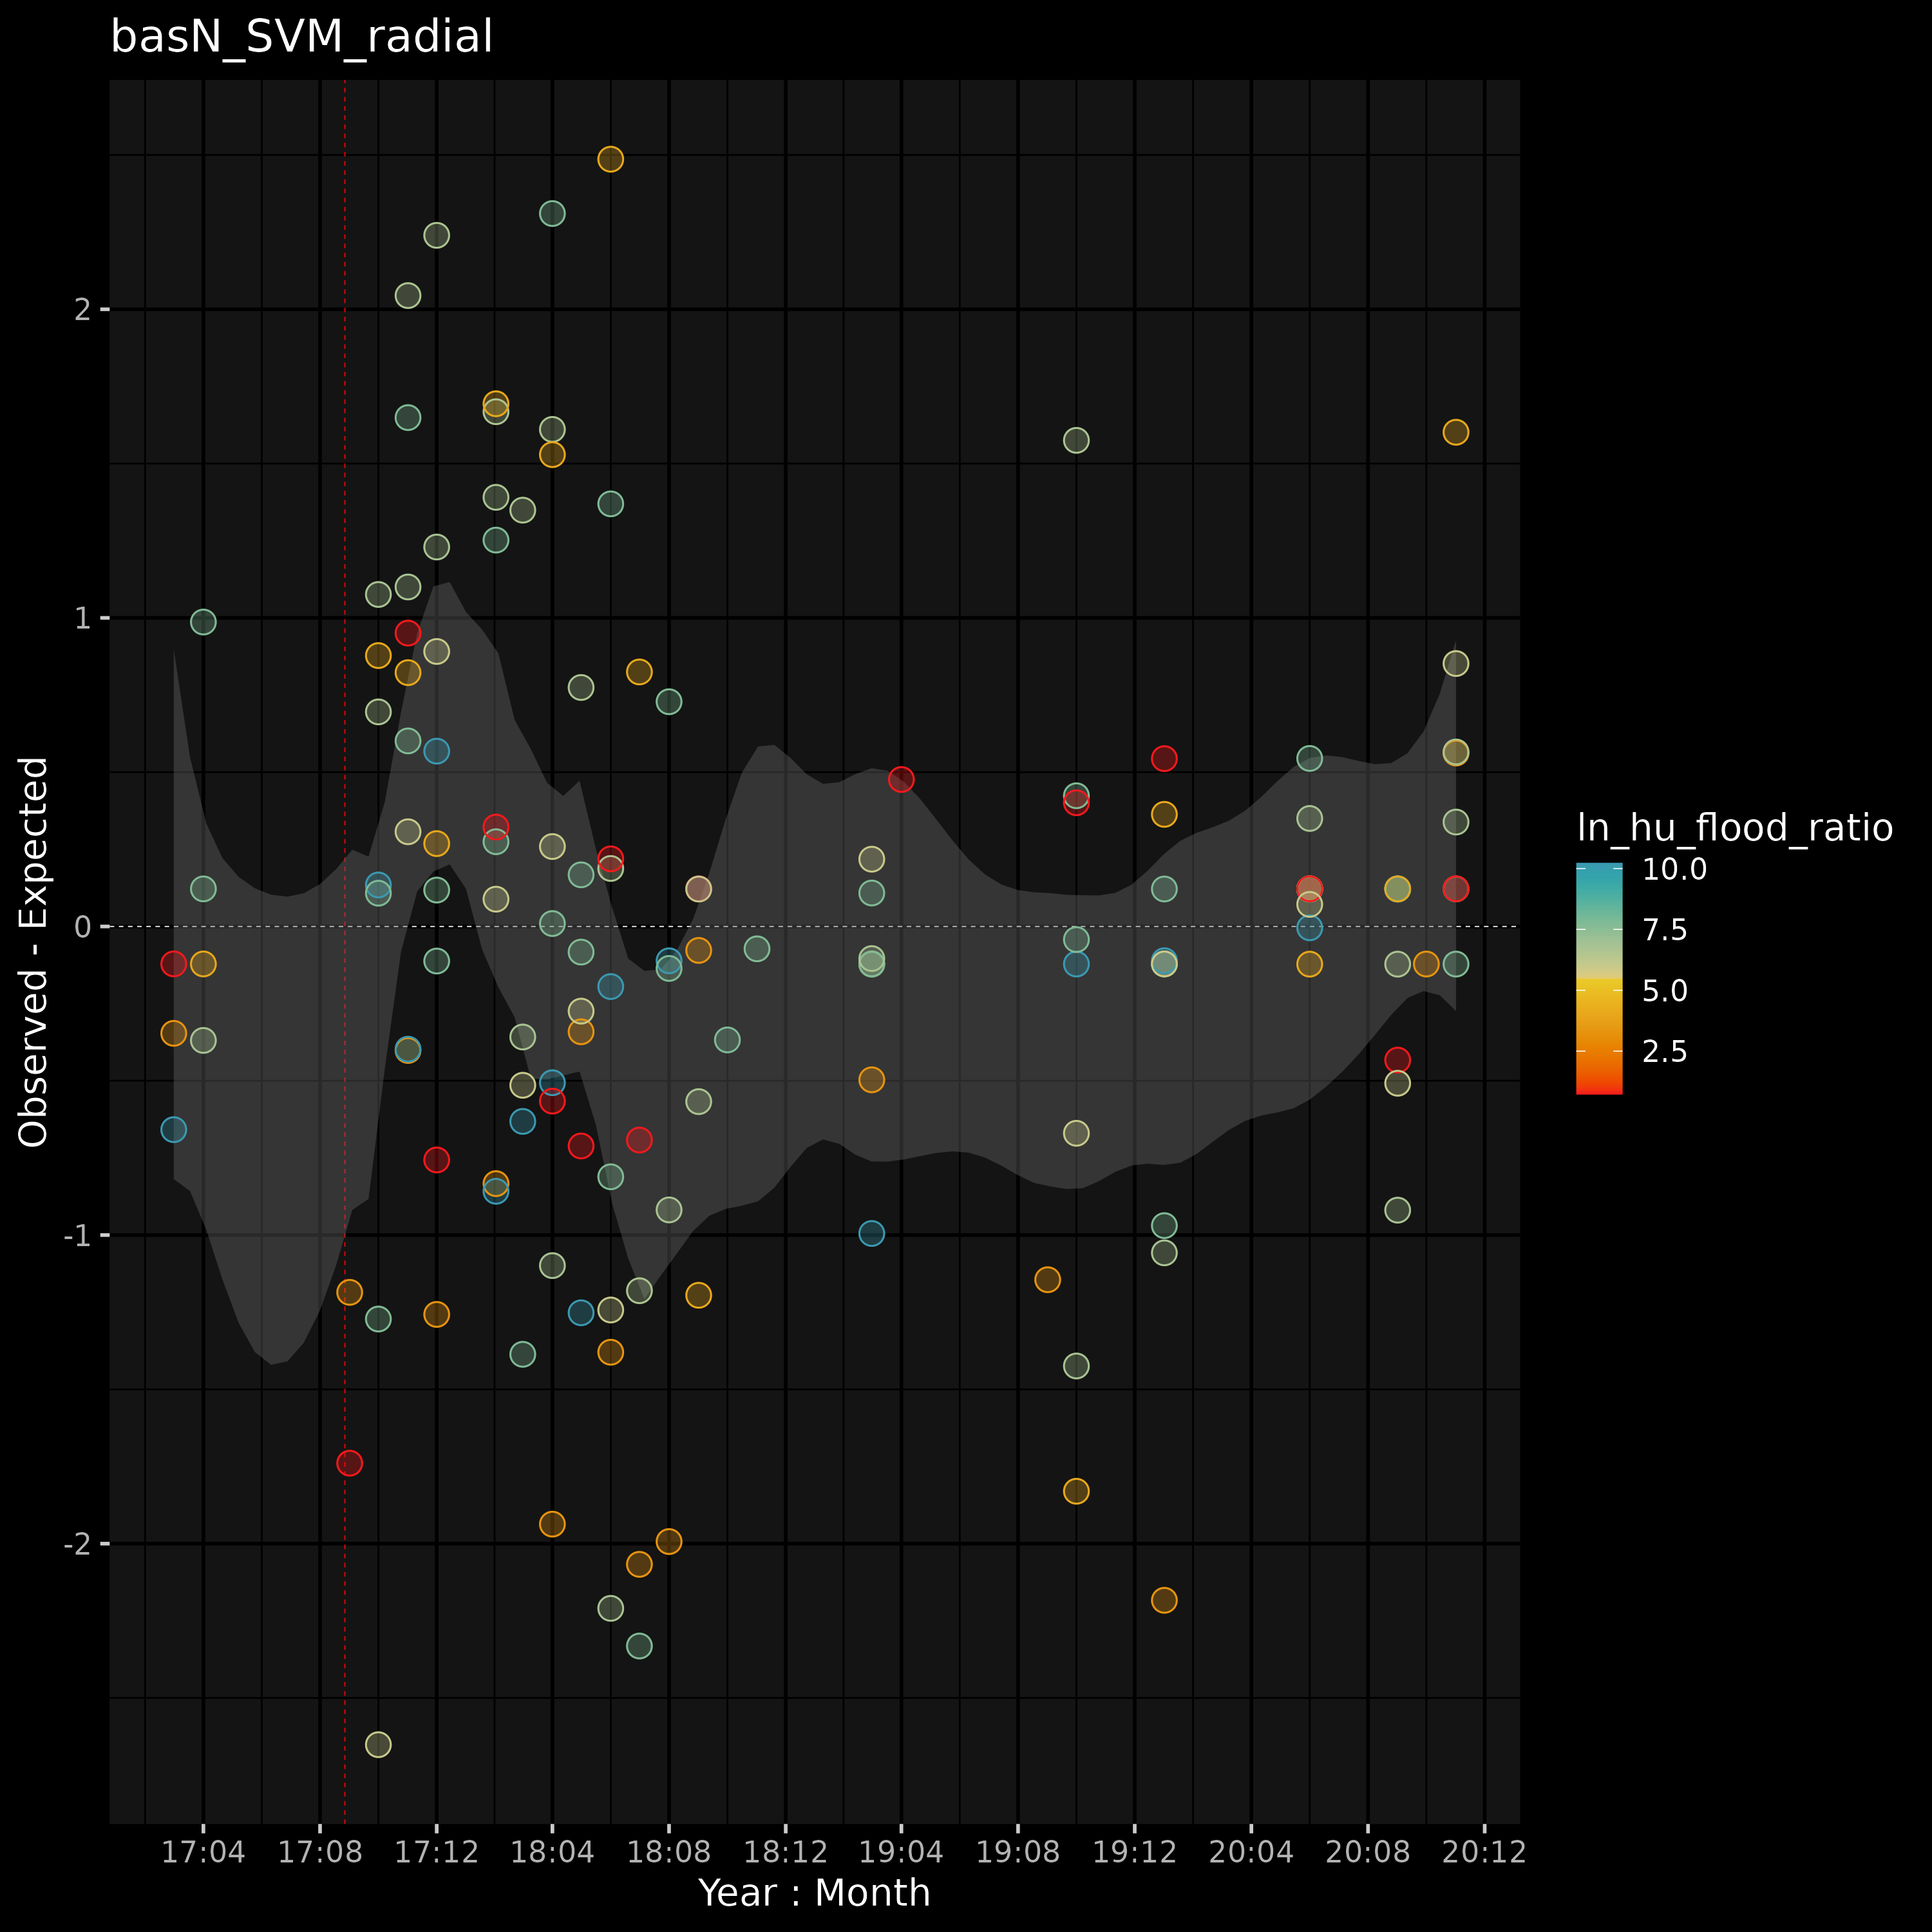 basN_SVM_radial
Observed - Expected
2
1
0
-1
-2
17:04 17:08 17:12 18:04 18:08 18:12 19:04 19:08 19:12 20:04 20:08 20:12
Year : Month
ln_hu_flood_ratio
10.0
7.5
5.0
2.5